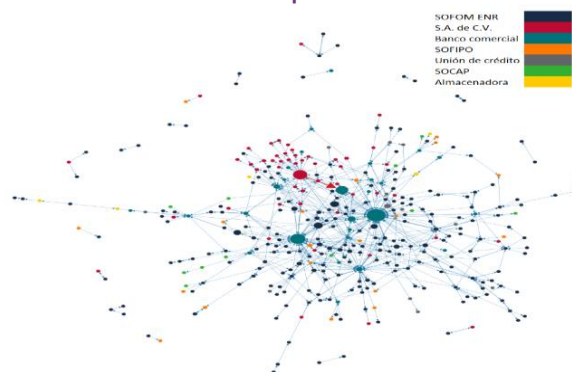 SOFOM ENR
S.A. de C.V.
Banco comercial
SOFIPO
Unión de crédito
SOCAP
Almacenadora